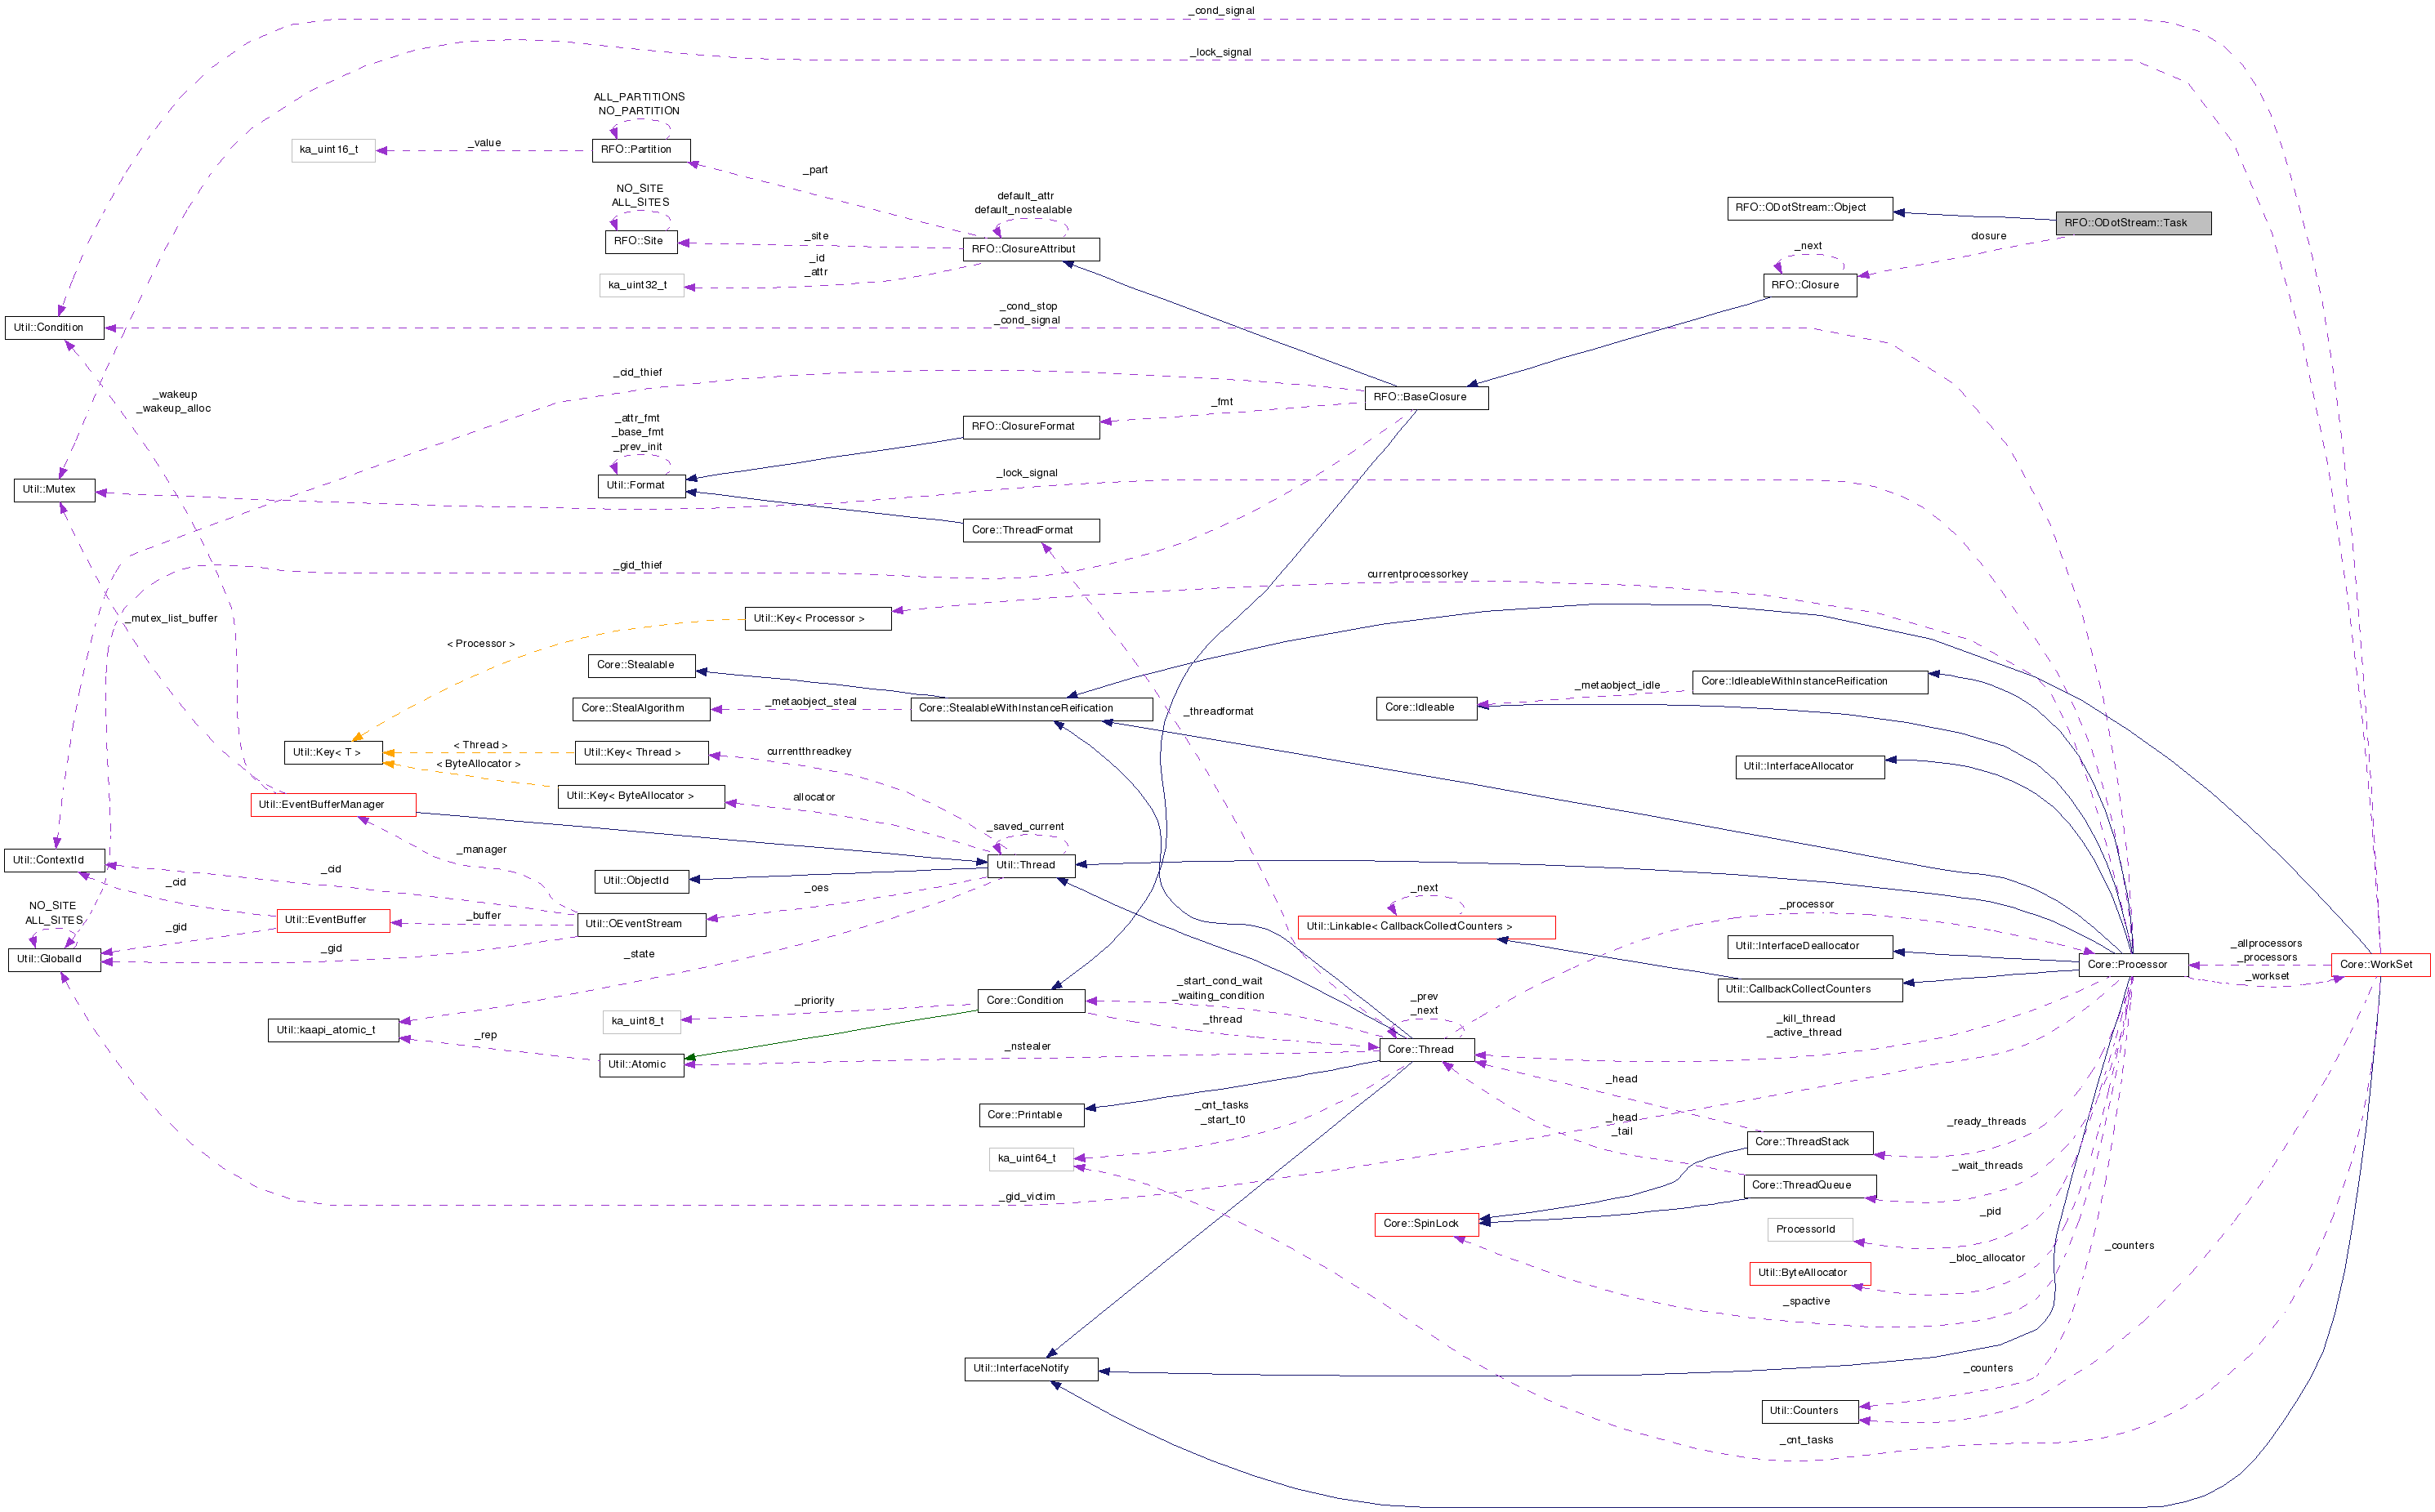 _cond_signal
_lock_signal
ALL_PARTITIONS
NO_PARTITION
ka_uint16_t
_value
RFO::Partition
_part
NO_SITE
ALL_SITES
default_attr
default_nostealable
RFO::ODotStream::Object
RFO::ODotStream::Task
RFO::Site
_site
RFO::ClosureAttribut
closure
_next
_id
_attr
ka_uint32_t
RFO::Closure
Util::Condition
_cond_stop
_cond_signal
_cid_thief
_wakeup
_wakeup_alloc
_attr_fmt
_base_fmt
_prev_init
RFO::ClosureFormat
_fmt
RFO::BaseClosure
Util::Mutex
Util::Format
_lock_signal
Core::ThreadFormat
_gid_thief
currentprocessorkey
_mutex_list_buffer
Util::Key< Processor >
< Processor >
Core::Stealable
Core::StealAlgorithm
_metaobject_steal
Core::StealableWithInstanceReification
_threadformat
Core::Idleable
_metaobject_idle
Core::IdleableWithInstanceReification
Util::Key< T >
< Thread >
< ByteAllocator >
Util::Key< Thread >
currentthreadkey
Util::InterfaceAllocator
Util::EventBufferManager
Util::Key< ByteAllocator >
allocator
_saved_current
Util::ContextId
_manager
_cid
_cid
Util::ObjectId
Util::Thread
_oes
NO_SITE
ALL_SITES
Util::EventBuffer
_buffer
Util::OEventStream
_next
Util::Linkable< CallbackCollectCounters >
_processor
Util::InterfaceDeallocator
_gid
_gid
Util::GlobalId
_state
Core::Processor
_allprocessors
_processors
_workset
Core::WorkSet
Util::CallbackCollectCounters
_start_cond_wait
_waiting_condition
_prev
_next
Core::Condition
_priority
ka_uint8_t
_thread
_kill_thread
_active_thread
Util::kaapi_atomic_t
_rep
Util::Atomic
_nstealer
Core::Thread
_head
Core::Printable
_cnt_tasks
_start_t0
_head
_tail
_ready_threads
Core::ThreadStack
ka_uint64_t
_wait_threads
Core::ThreadQueue
_gid_victim
Core::SpinLock
_pid
ProcessorId
_counters
_bloc_allocator
Util::ByteAllocator
_spactive
Util::InterfaceNotify
_counters
Util::Counters
_cnt_tasks